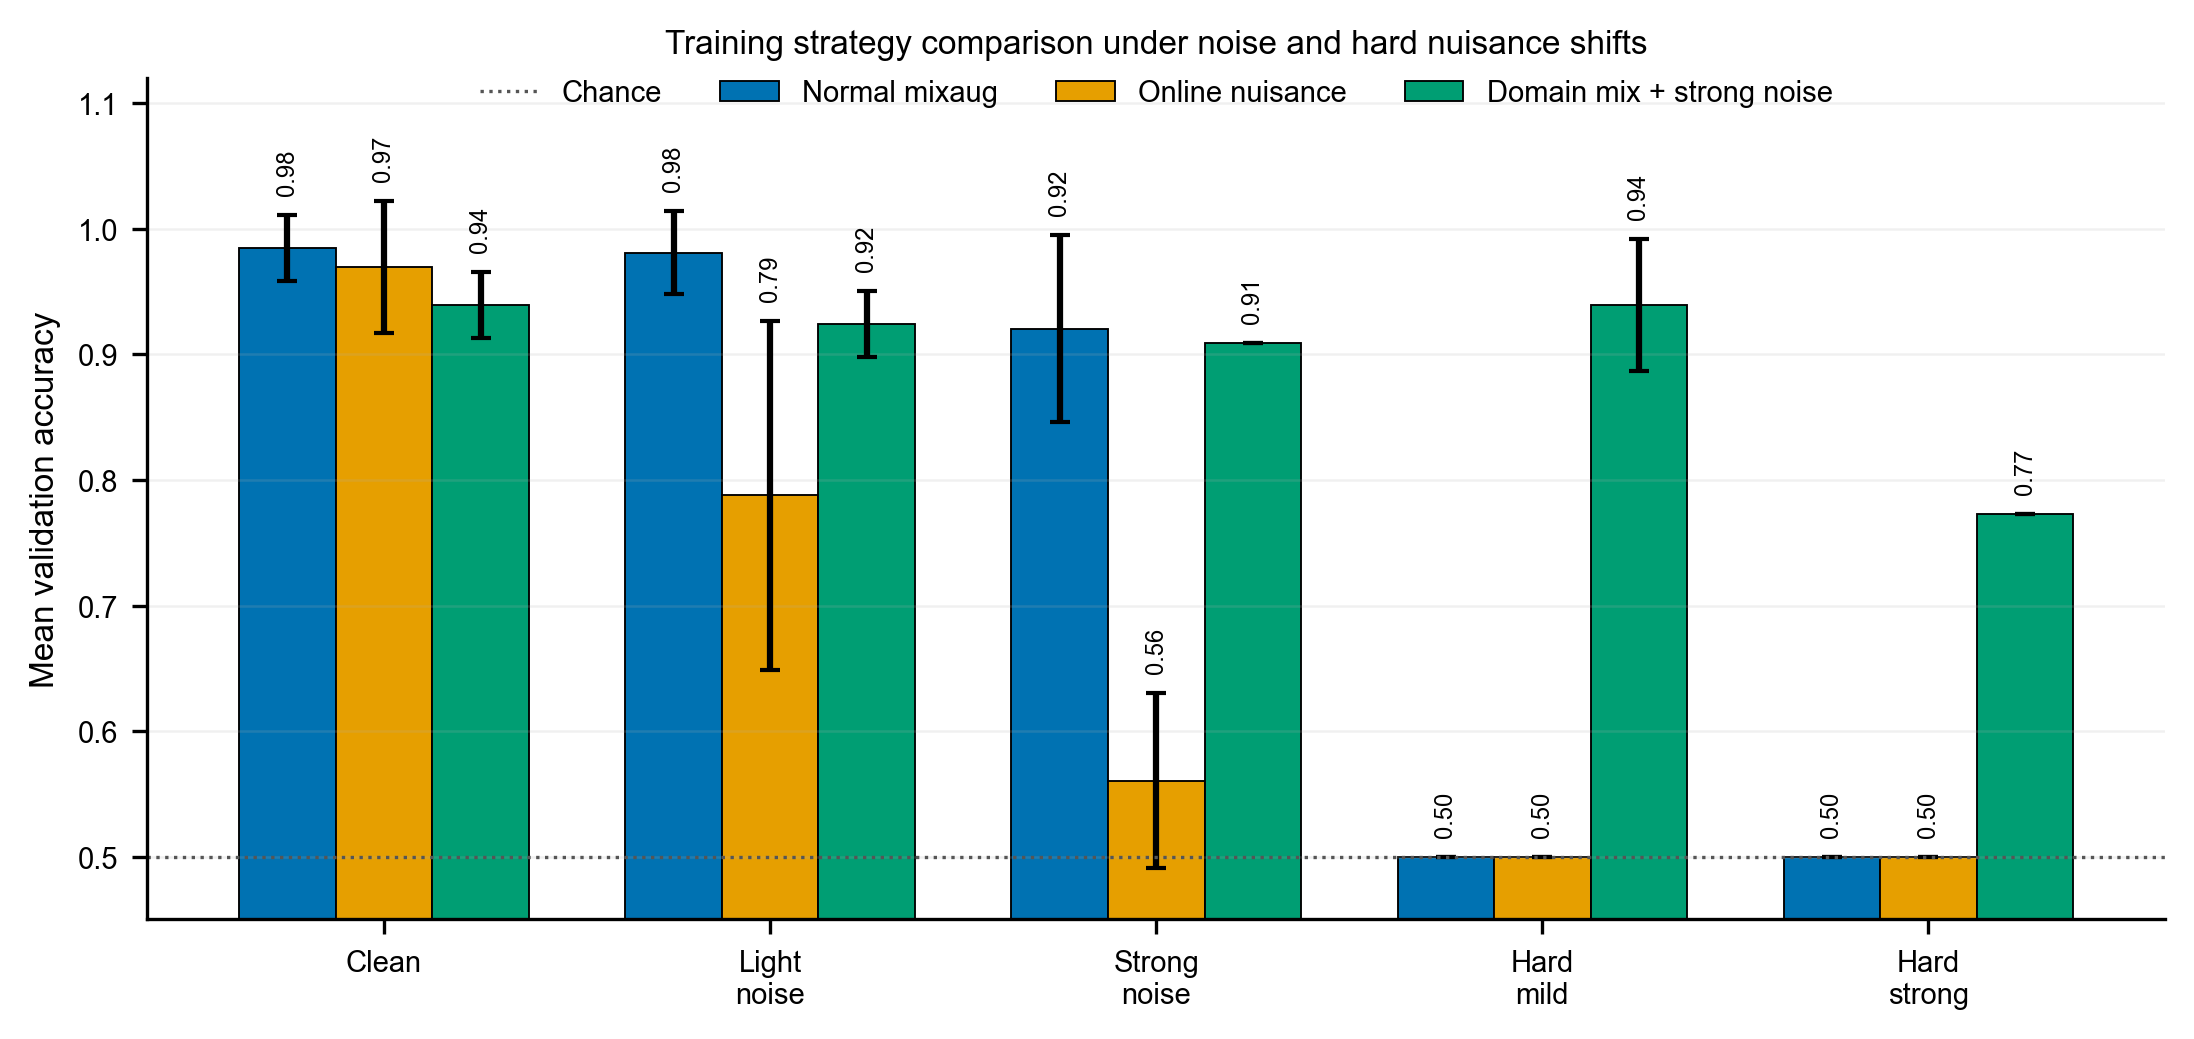 Training strategy comparison under noise and hard nuisance shifts
Chance
Normal mixaug
Online nuisance
Domain mix + strong noise
Mean validation accuracy
1.1
1.0
0.9
0.8
0.7
0.6
0.5
0.98
0.97
0.94
0.98
0.79
0.92
0.92
0.56
0.91
0.50
0.50
0.94
0.50
0.50
0.77
Clean
Light
noise
Strong
noise
Hard
mild
Hard
strong